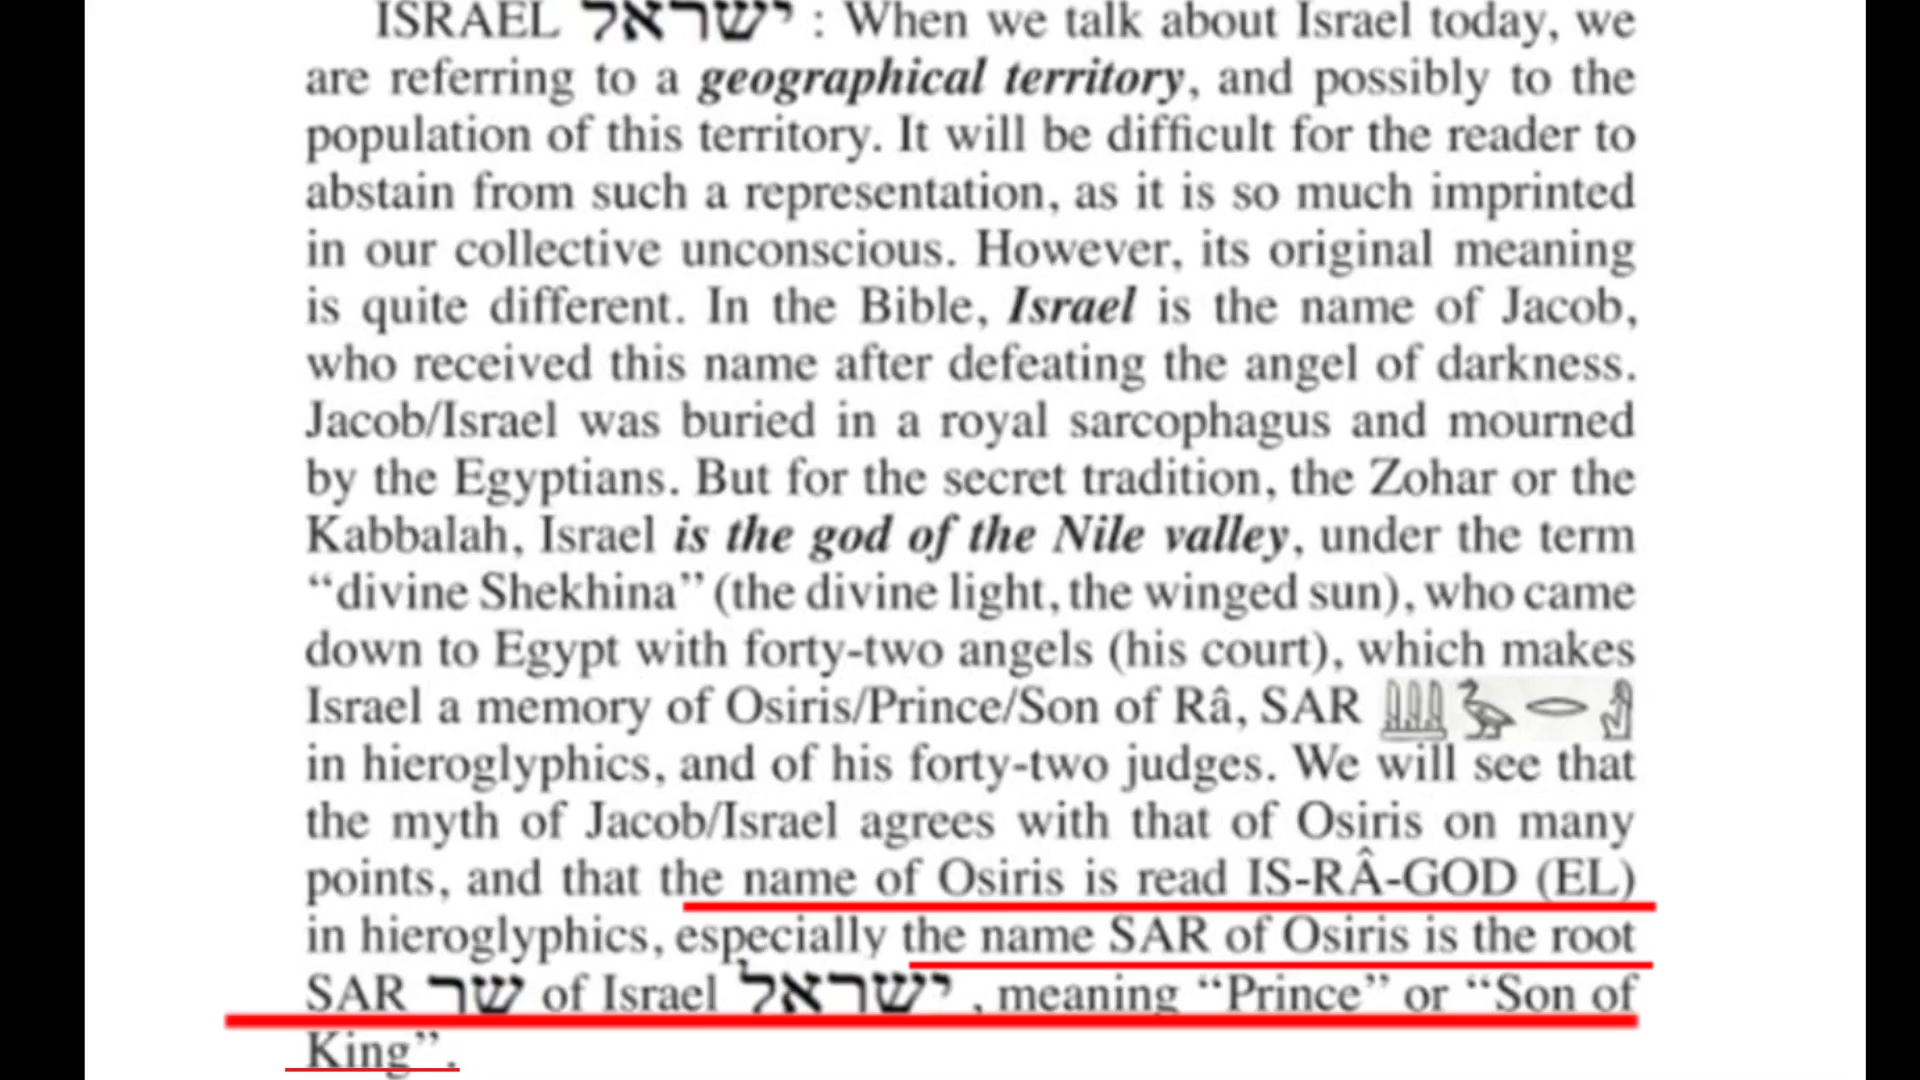 ISRAEL ישראל : When we talk about Israel today, we
are referring to a geographical territory, and possibly to the
population of this territory. It will be difficult for the reader to
abstain from such a representation, as it is so much imprinted
in our collective unconscious. However, its original meaning
is quite different. In the Bible, Israel is the name of Jacob,
who received this name after defeating the angel of darkness.
Jacob/Israel was buried in a royal sarcophagus and mourned
by the Egyptians. But for the secret tradition, the Zohar or the
Kabbalah, Israel is the god of the Nile valley, under the term
“divine Shekhina” (the divine light, the winged sun), who came
down to Egypt with forty-two angels (his court), which makes
Israel a memory of Osiris/Prince/Son of Râ, SAR
in hieroglyphics, and of his forty-two judges. We will see that
the myth of Jacob/Israel agrees with that of Osiris on many
points, and that the name of Osiris is read IS-RÂ-GOD (EL)
in hieroglyphics, especially the name SAR of Osiris is the root
SAR שר of Israel ישראל , meaning “Prince” or “Son of
King”.